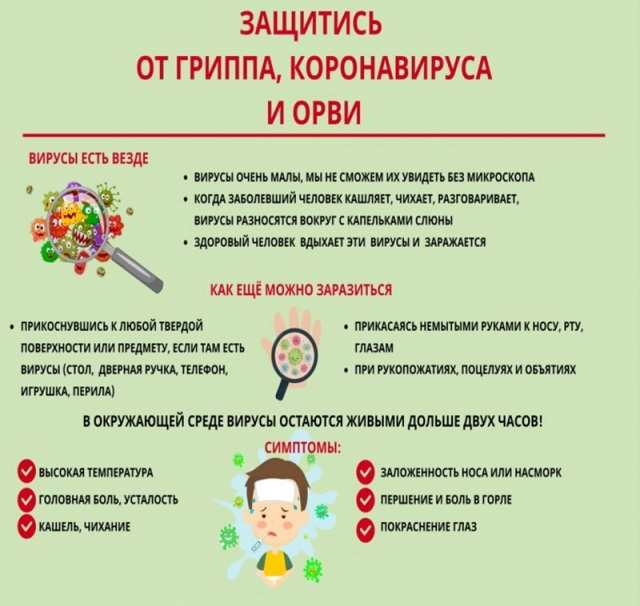 ЗАЩИТИСЬ
ОТ ГРИППА, КОРОНАВИРУСА
И ОРВИ
ВИРУСЫ ЕСТЬ ВЕЗДЕ
• ВИРУСЫ ОЧЕНЬ МАЛЫ, МЫ НЕ СМОЖЕМ ИХ УВИДЕТЬ БЕЗ МИКРОСКОПА
• КОГДА ЗАБОЛЕВШИЙ ЧЕЛОВЕК КАШЛЯЕТ, ЧИХАЕТ, РАЗГОВАРИВАЕТ,
ВИРУСЫ РАЗНОСЯТСЯ ВОКРУГ С КАПЕЛЬКАМИ СЛЮНЫ
• ЗДОРОВЫЙ ЧЕЛОВЕК ВДЫХАЕТ ЭТИ ВИРУСЫ И ЗАРАЖАЕТСЯ
КАК ЕЩЁ МОЖНО ЗАРАЗИТЬСЯ
• ПРИКОСНУВШИСЬ К ЛЮБОЙ ТВЕРДОЙ
ПОВЕРХНОСТИ ИЛИ ПРЕДМЕТУ, ЕСЛИ ТАМ ЕСТЬ
ВИРУСЫ (СТОЛ, ДВЕРНАЯ РУЧКА, ТЕЛЕФОН,
ИГРУШКА, ПЕРИЛА)
• ПРИКАСАЯСЬ НЕМЫТЫМИ РУКАМИ К НОСУ, РТУ,
ГЛАЗАМ
• ПРИ РУКОПОЖАТИЯХ, ПОЦЕЛУЯХ И ОБЪЯТИЯХ
В ОКРУЖАЮЩЕЙ СРЕДЕ ВИРУСЫ ОСТАЮТСЯ ЖИВЫМИ ДОЛЬШЕ ДВУХ ЧАСОВ!
СИМПТОМЫ:
ВЫСОКАЯ ТЕМПЕРАТУРА
ГОЛОВНАЯ БОЛЬ, УСТАЛОСТЬ
КАШЕЛЬ, ЧИХАНИЕ
ЗАЛОЖЕННОСТЬ НОСА ИЛИ НАСМОРК
ПЕРШЕНИЕ И БОЛЬ В ГОРЛЕ
ПОКРАСНЕНИЕ ГЛАЗ